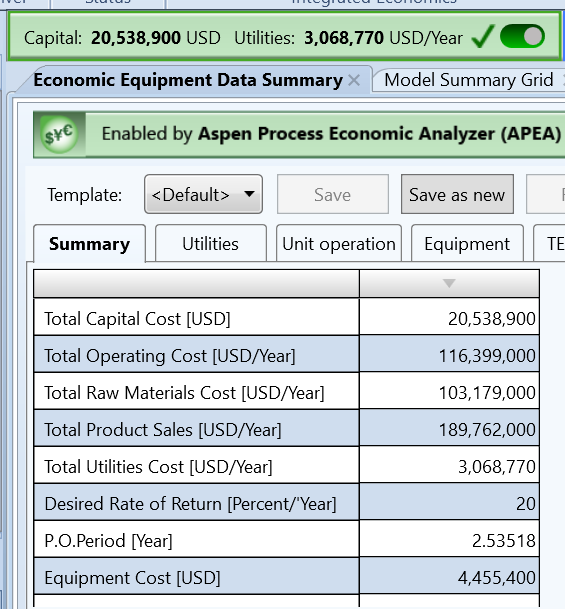 Status
Integrated Economics
Capital: 20,538,900 USD Utilities: 3,068,770 USD/Year
Economic Equipment Data Summary × Model Summary Grid
$¥€ Enabled by Aspen Process Economic Analyzer (APEA)
Template: <Default> Save Save as new
Summary Utilities Unit operation Equipment TE
Total Capital Cost [USD] 20,538,900
Total Operating Cost [USD/Year] 116,399,000
Total Raw Materials Cost [USD/Year] 103,179,000
Total Product Sales [USD/Year] 189,762,000
Total Utilities Cost [USD/Year] 3,068,770
Desired Rate of Return [Percent/'Year] 20
P.O.Period [Year] 2.53518
Equipment Cost [USD] 4,455,400